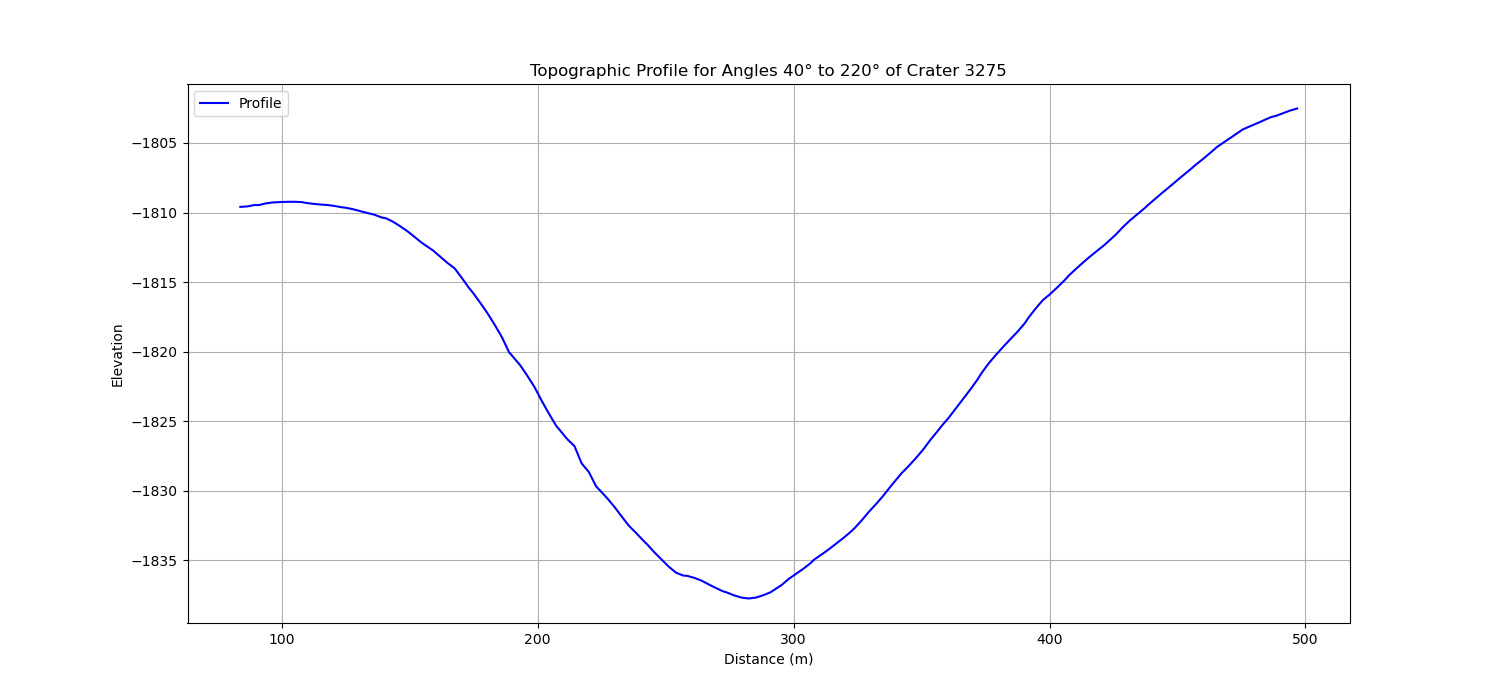 Topographic Profile for Angles 40° to 220° of Crater 3275
Profile
−1805
−1810
−1815
−1820
−1825
−1830
−1835
Elevation
100 200 300 400 500
Distance (m)